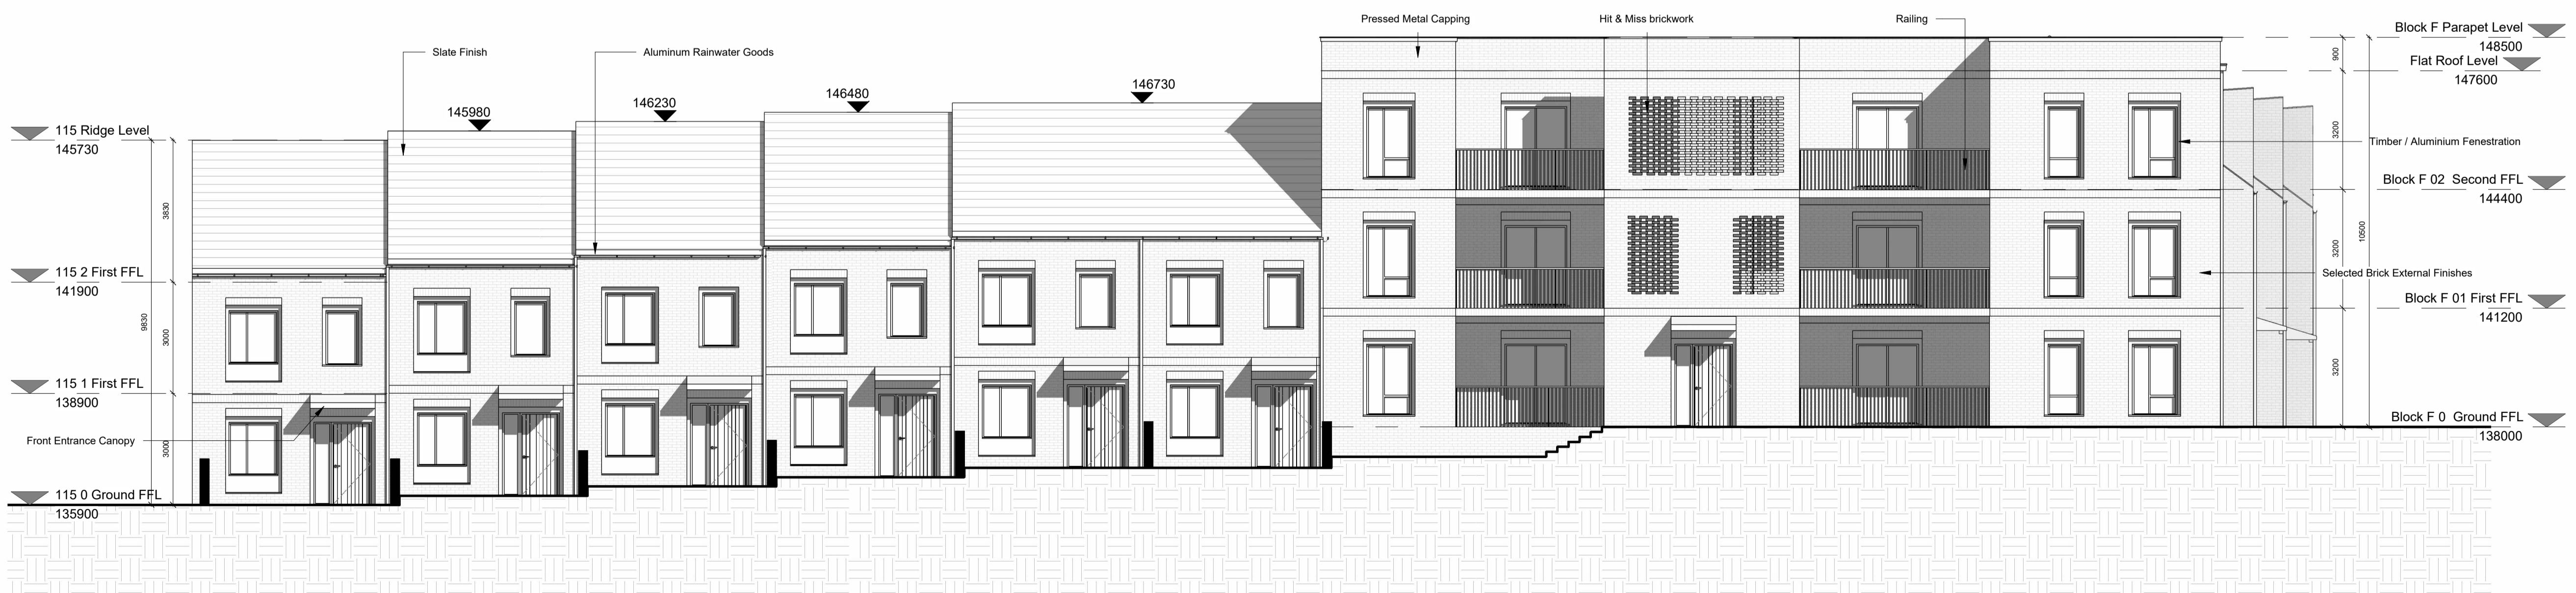 Pressed Metal Capping
Hit & Miss brickwork
Railing
Block F Parapet Level
148500
Slate Finish
Aluminum Rainwater Goods
900
Flat Roof Level
147600
146730
146480
146230
145980
115 Ridge Level
145730
3200
Timber / Aluminium Fenestration
Block F 02 Second FFL
144400
3830
10500
3200
115 2 First FFL
141900
Selected Brick External Finishes
Block F 01 First FFL
141200
9830
3000
3200
115 1 First FFL
138900
Block F 0 Ground FFL
138000
Front Entrance Canopy
3000
115 0 Ground FFL
135900